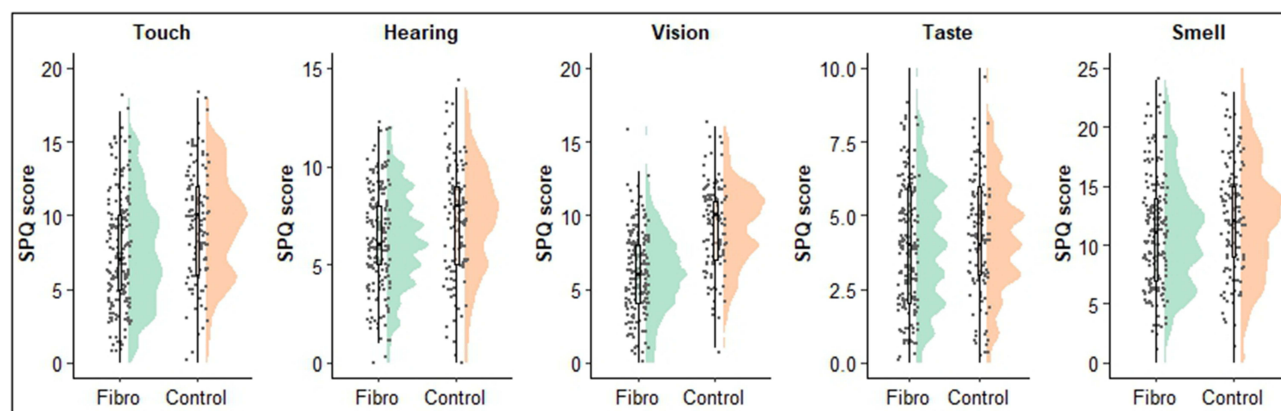 Touch
Hearing
Vision
Taste
Smell
SPQ score
20
15
10
5
0
Fibro Control
SPQ score
15
10
5
0
Fibro Control
SPQ score
20
15
10
5
0
Fibro Control
SPQ score
10.0
7.5
5.0
2.5
0.0
Fibro Control
SPQ score
25
20
15
10
5
0
Fibro Control